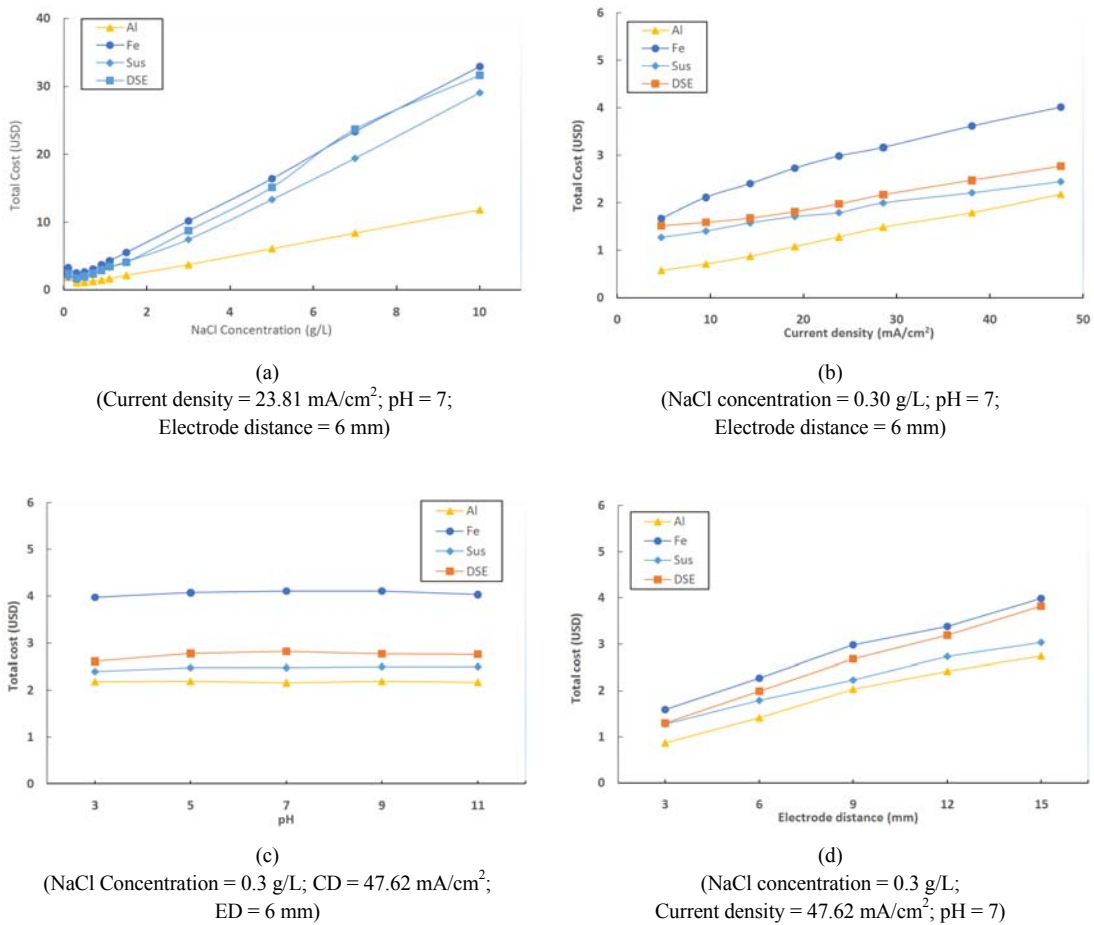 40
30
20
10
0
Total Cost (USD)
Al
Fe
Sus
DSE
0 2 4 6 8 10
NaCl Concentration (g/L)
(a)
(Current density = 23.81 mA/cm²; pH = 7;
Electrode distance = 6 mm)
6
5
4
3
2
1
0
Total Cost (USD)
Al
Fe
Sus
DSE
0 10 20 30 40 50
Current density (mA/cm²)
(b)
(NaCl concentration = 0.30 g/L; pH = 7;
Electrode distance = 6 mm)
6
5
4
3
2
1
0
Total cost (USD)
Al
Fe
Sus
DSE
3 5 7 9 11
pH
(c)
(NaCl Concentration = 0.3 g/L; CD = 47.62 mA/cm²;
ED = 6 mm)
6
5
4
3
2
1
0
Total cost (USD)
Al
Fe
Sus
DSE
3 6 9 12 15
Electrode distance (mm)
(d)
(NaCl concentration = 0.3 g/L;
Current density = 47.62 mA/cm²; pH = 7)